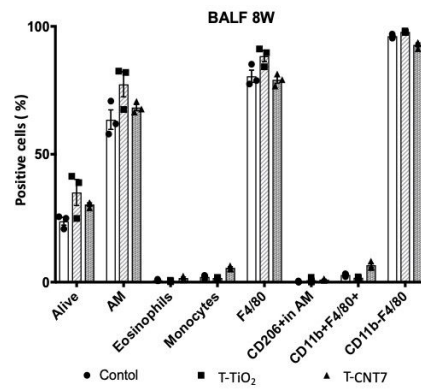 BALF 8W
Positive cells ( %)
100
50
0
Alive
AM
Eosinophils
Monocytes
F4/80
CD206+in AM
CD11b+F4/80+
CD11b-F4/80
Contol
T-TiO₂
T-CNT7